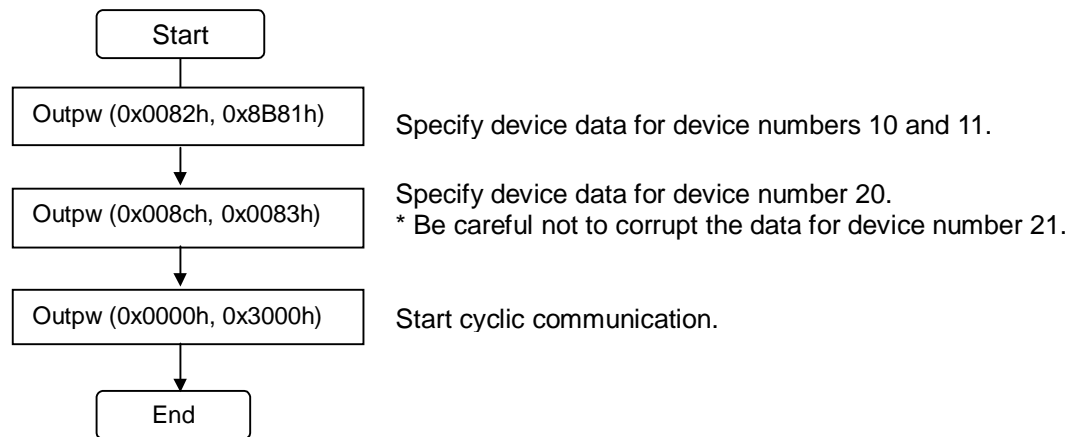 Start
Outpw (0x0082h, 0x8B81h)
Specify device data for device numbers 10 and 11.
Outpw (0x008ch, 0x0083h)
Specify device data for device number 20.
* Be careful not to corrupt the data for device number 21.
Outpw (0x0000h, 0x3000h)
Start cyclic communication.
End